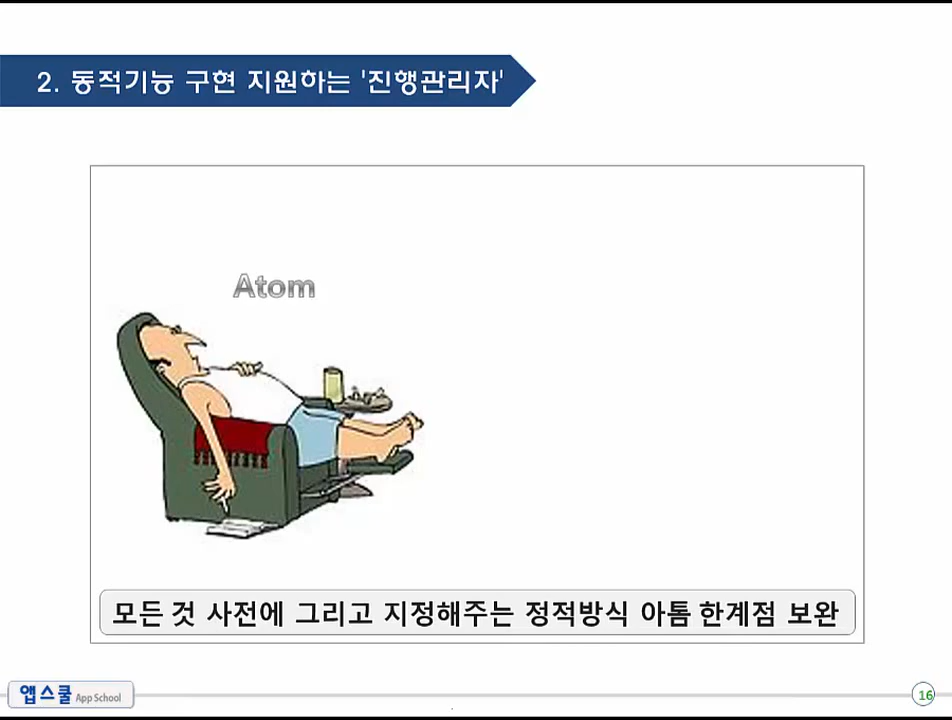 2. 동적기능 구현 지원하는 '진행관리자'
Atom
모든 것 사전에 그리고 지정해주는 정적방식 아톰 한계점 보완
앱스쿨 App School
16